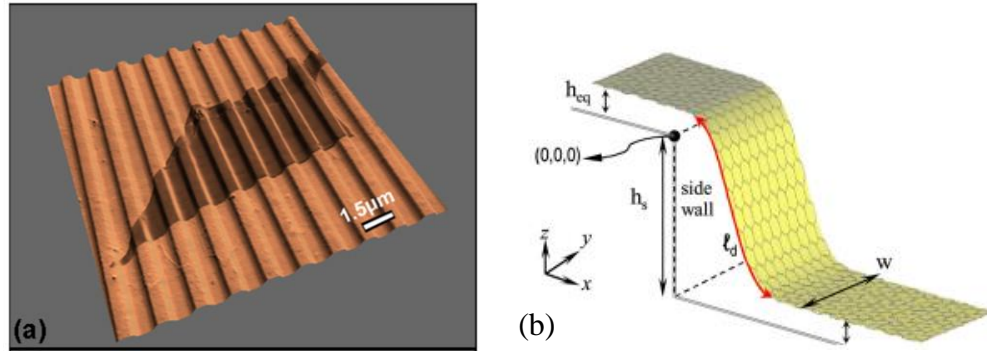 1.5µm
(a)
h_eq
(0,0,0)
h_s
side
wall
ℓ_d
z
y
x
w
(b)